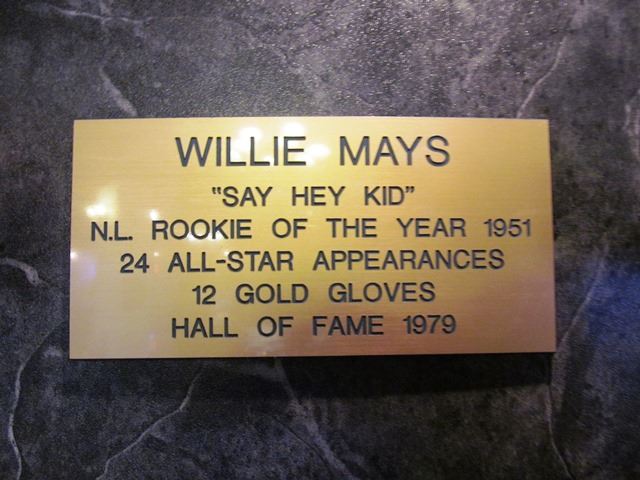 WILLIE MAYS
"SAY HEY KID"
N.L. ROOKIE OF THE YEAR 1951
24 ALL-STAR APPEARANCES
12 GOLD GLOVES
HALL OF FAME 1979